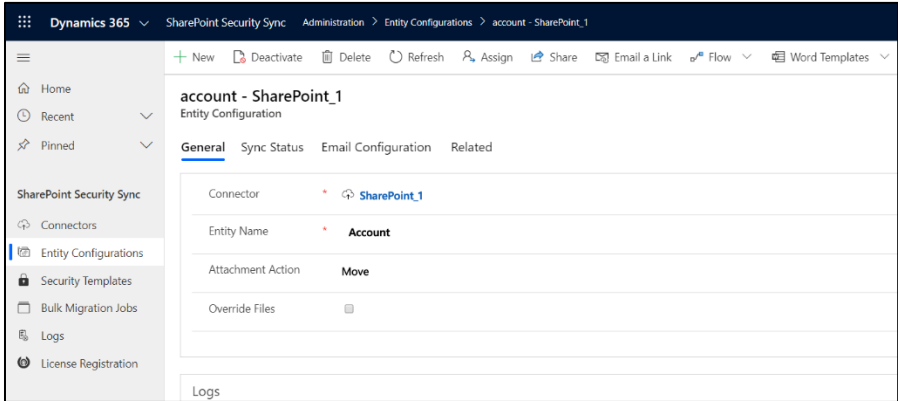 Dynamics 365 SharePoint Security Sync Administration > Entity Configurations > account - SharePoint_1
+ New Deactivate Delete Refresh Assign Share Email a Link Flow Word Templates
Home
Recent
Pinned
SharePoint Security Sync
Connectors
Entity Configurations
Security Templates
Bulk Migration Jobs
Logs
License Registration
account - SharePoint_1
Entity Configuration
General Sync Status Email Configuration Related
Connector * SharePoint_1
Entity Name * Account
Attachment Action Move
Override Files
Logs